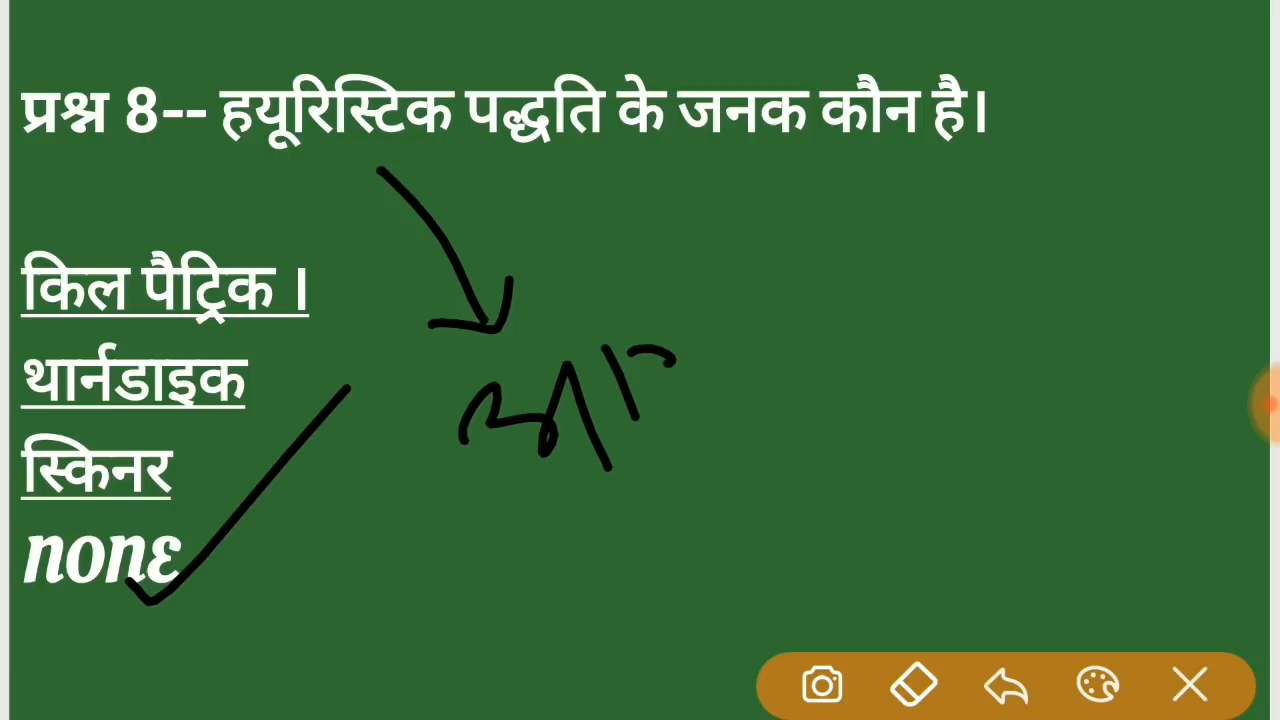 प्रश्न 8-- हयूरिस्टिक पद्धति के जनक कौन है।
किल पैट्रिक ।
थार्नडाइक
स्किनर
none